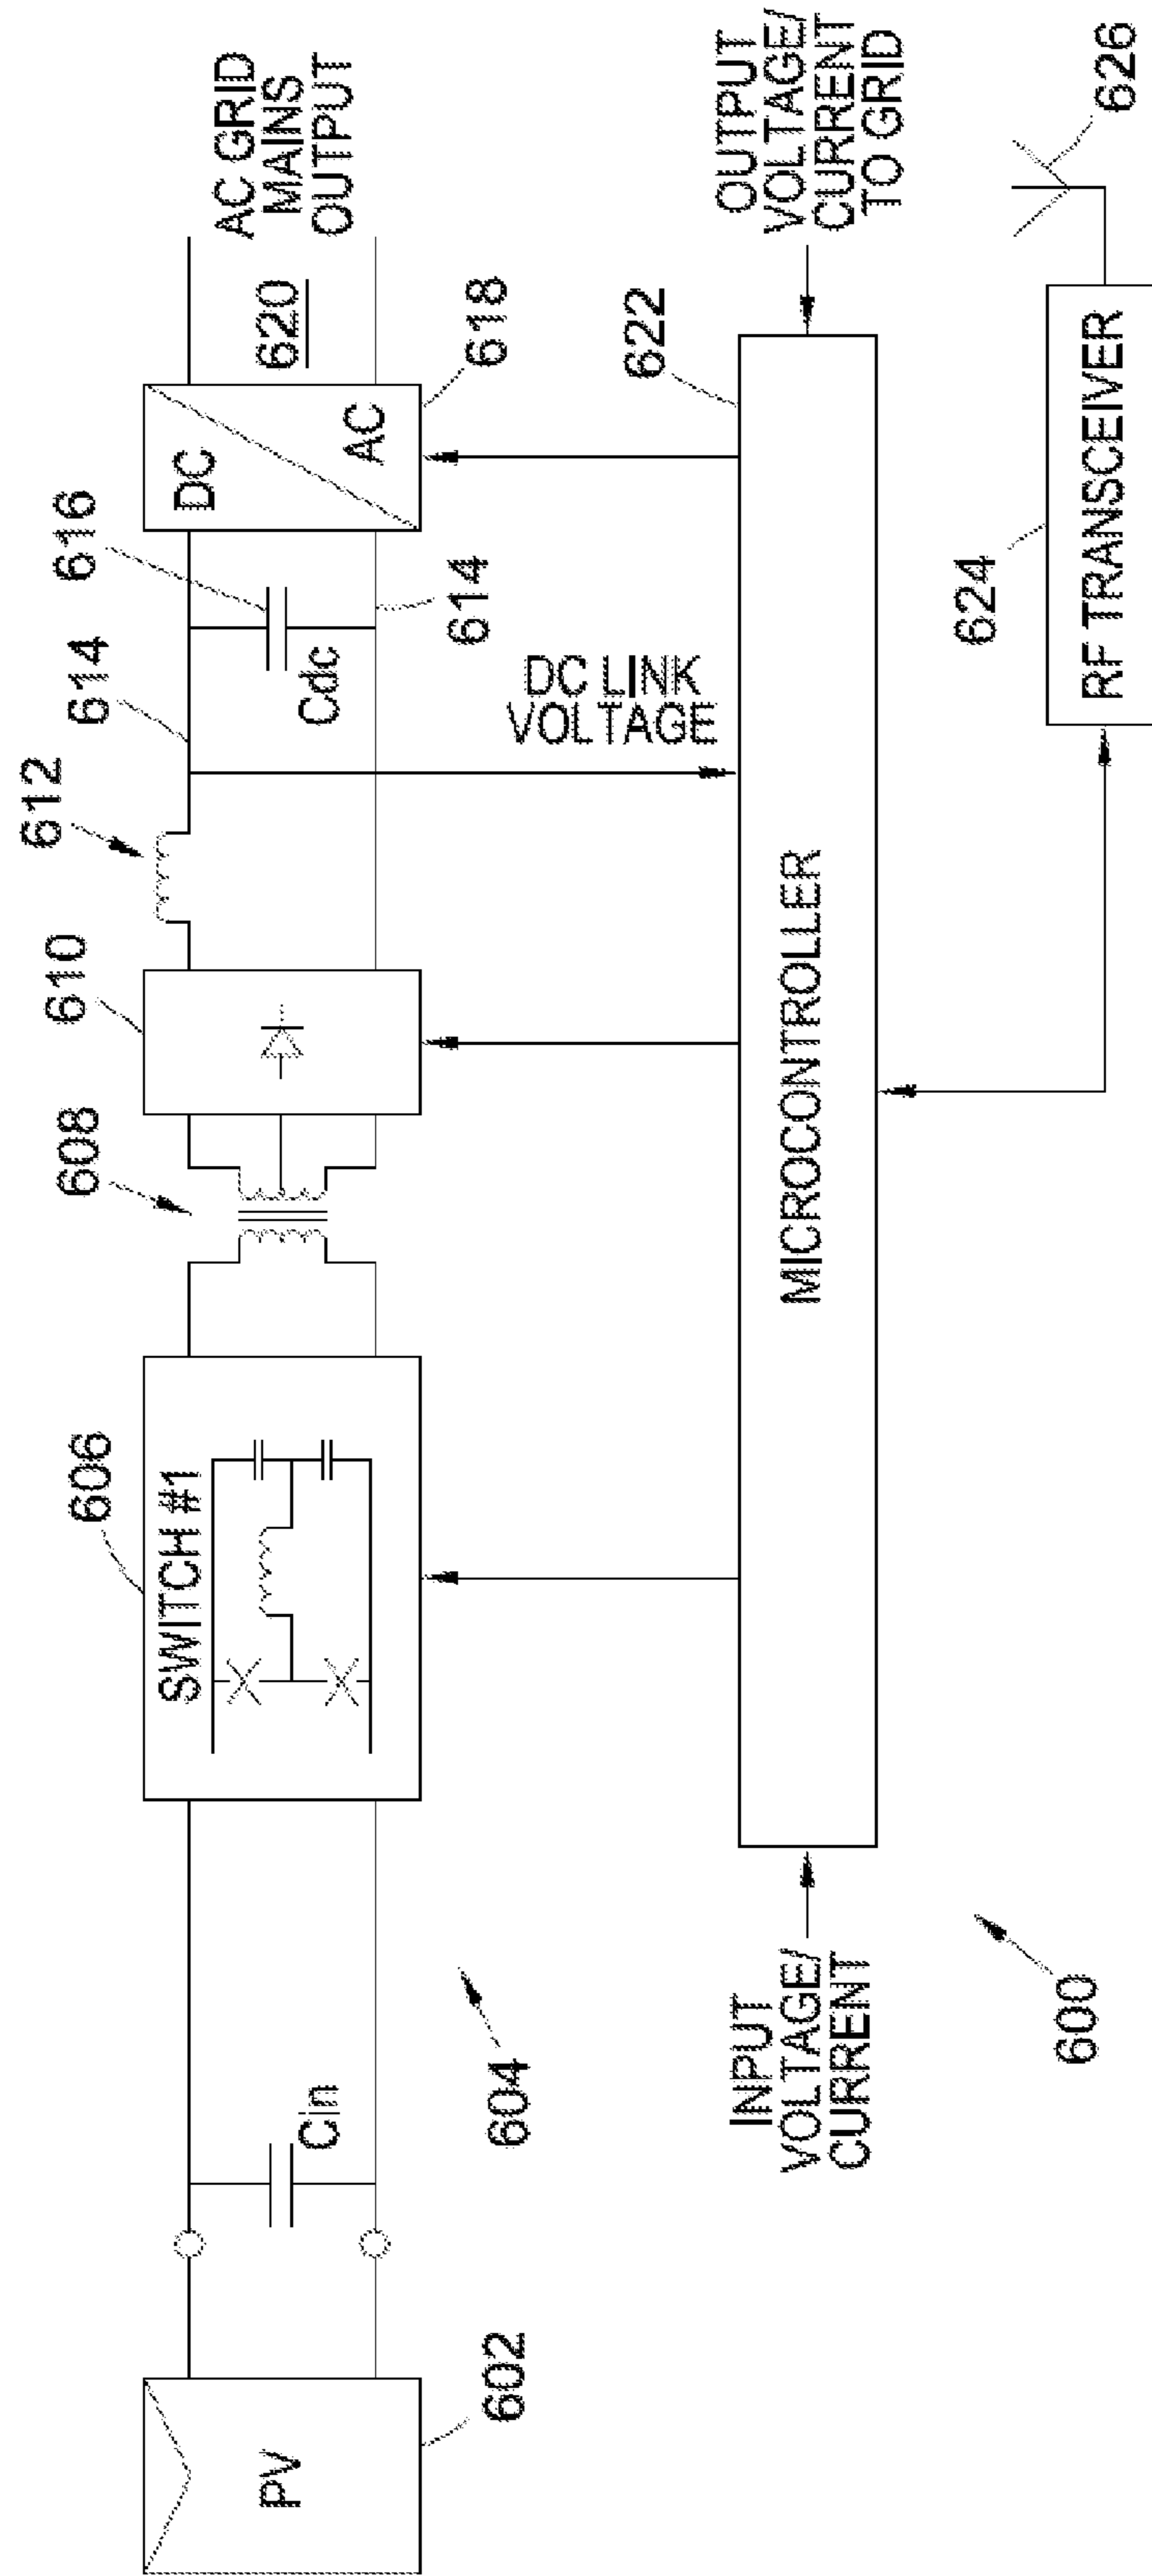 612
616
614
610
608
606
SWITCH #1
DC
AC
AC GRID
MAINS
OUTPUT
620
618
Cdc
614
PV
602
Cin
604
DC LINK
VOLTAGE
622
OUTPUT
VOLTAGE/
CURRENT
TO GRID
INPUT
VOLTAGE/
CURRENT
MICROCONTROLLER
624
RF TRANSCEIVER
626
600